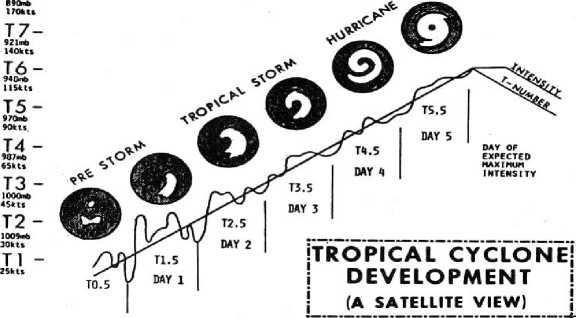 890mb
170kts
T7
921mb
140kts
T6
948mb
115kts
T5
970mb
90kts
T4
987mb
65kts
T3
1000mb
45kts
T2
1009mb
30kts
T1
25kts
PRE STORM
TROPICAL STORM
HURRICANE
T0.5
T1.5
DAY 1
T2.5
DAY 2
T3.5
DAY 3
T4.5
DAY 4
T5.5
DAY 5
INTENSITY
T-NUMBER
DAY OF
EXPECTED
MAXIMUM
INTENSITY
TROPICAL CYCLONE
DEVELOPMENT
(A SATELLITE VIEW)